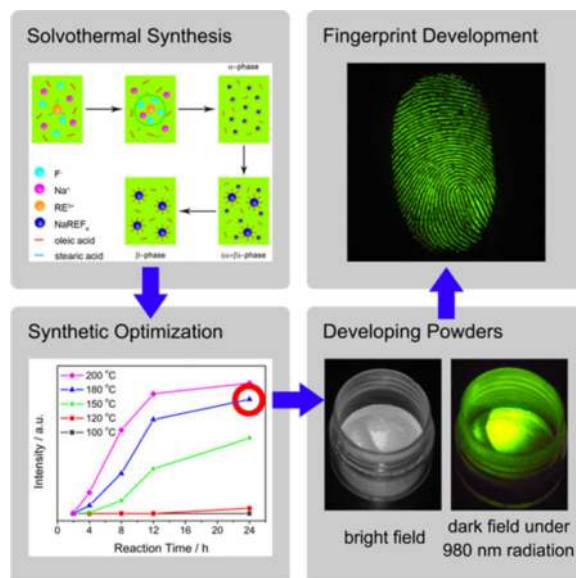 Solvothermal Synthesis
α-phase
F-
Na+
RE3+
NaREF4
oleic acid
stearic acid
β-phase
(α+β)-phase
Fingerprint Development
Synthetic Optimization
Intensity / a.u.
200 °C
180 °C
150 °C
120 °C
100 °C
0 4 8 12 16 20 24
Reaction Time / h
Developing Powders
bright field
dark field under
980 nm radiation